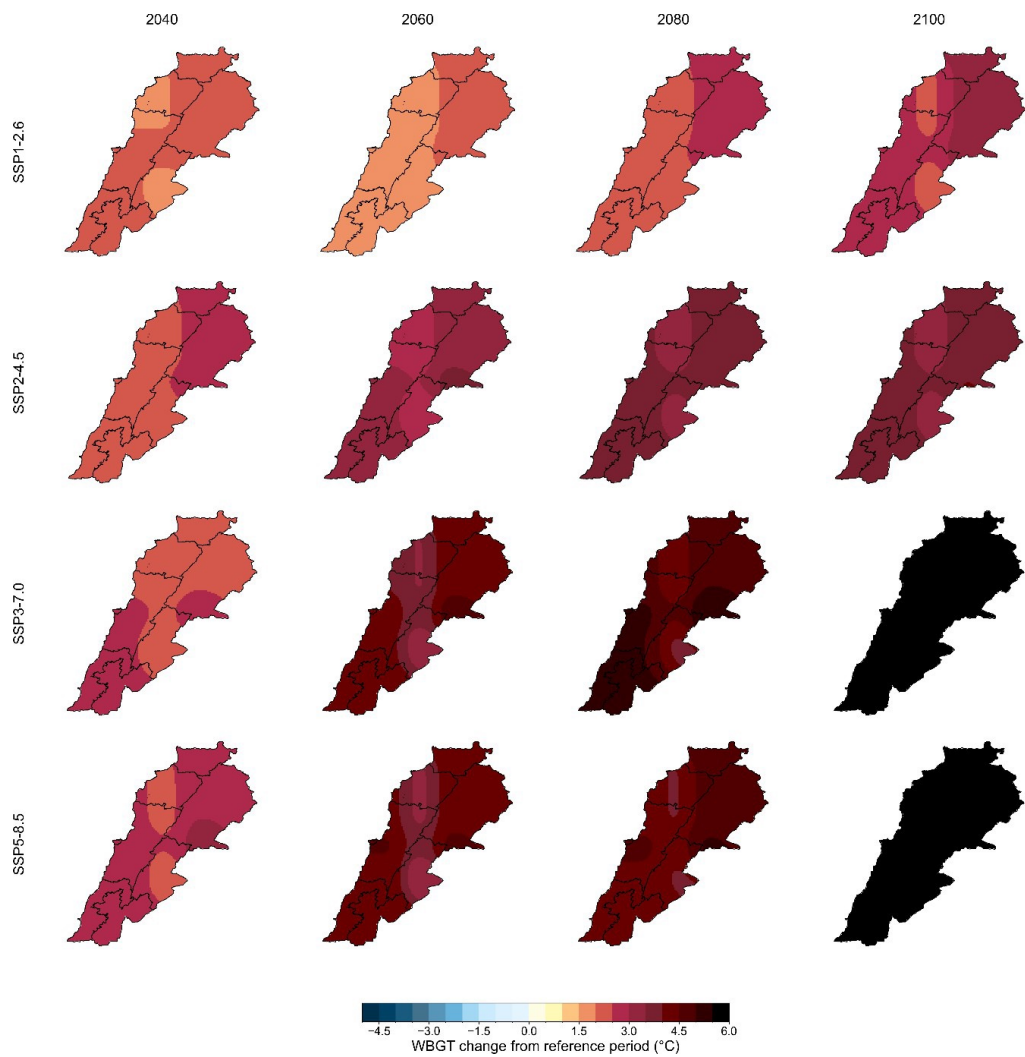 2040 2060 2080 2100
SSP1-2.6
SSP2-4.5
SSP3-7.0
SSP5-8.5
−4.5 −3.0 −1.5 0.0 1.5 3.0 4.5 6.0
WBGT change from reference period (°C)